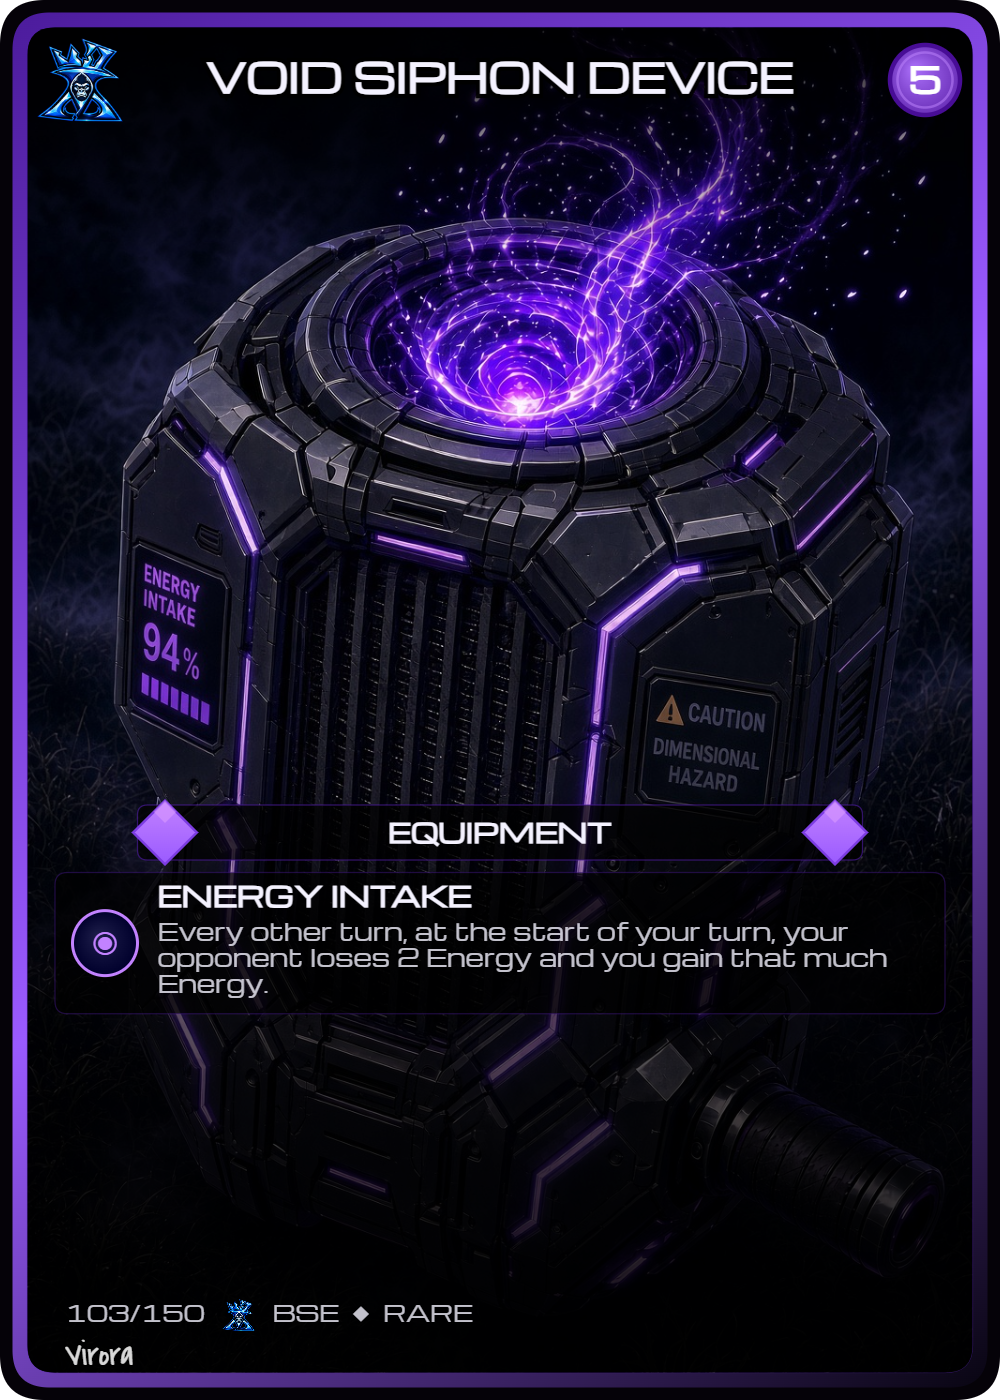 VOID SIPHON DEVICE
5
ENERGY
INTAKE
94%
CAUTION
DIMENSIONAL
HAZARD
EQUIPMENT
ENERGY INTAKE
Every other turn, at the start of your turn, your
opponent loses 2 Energy and you gain that much
Energy.
103/150 BSE ◆ RARE
Virora